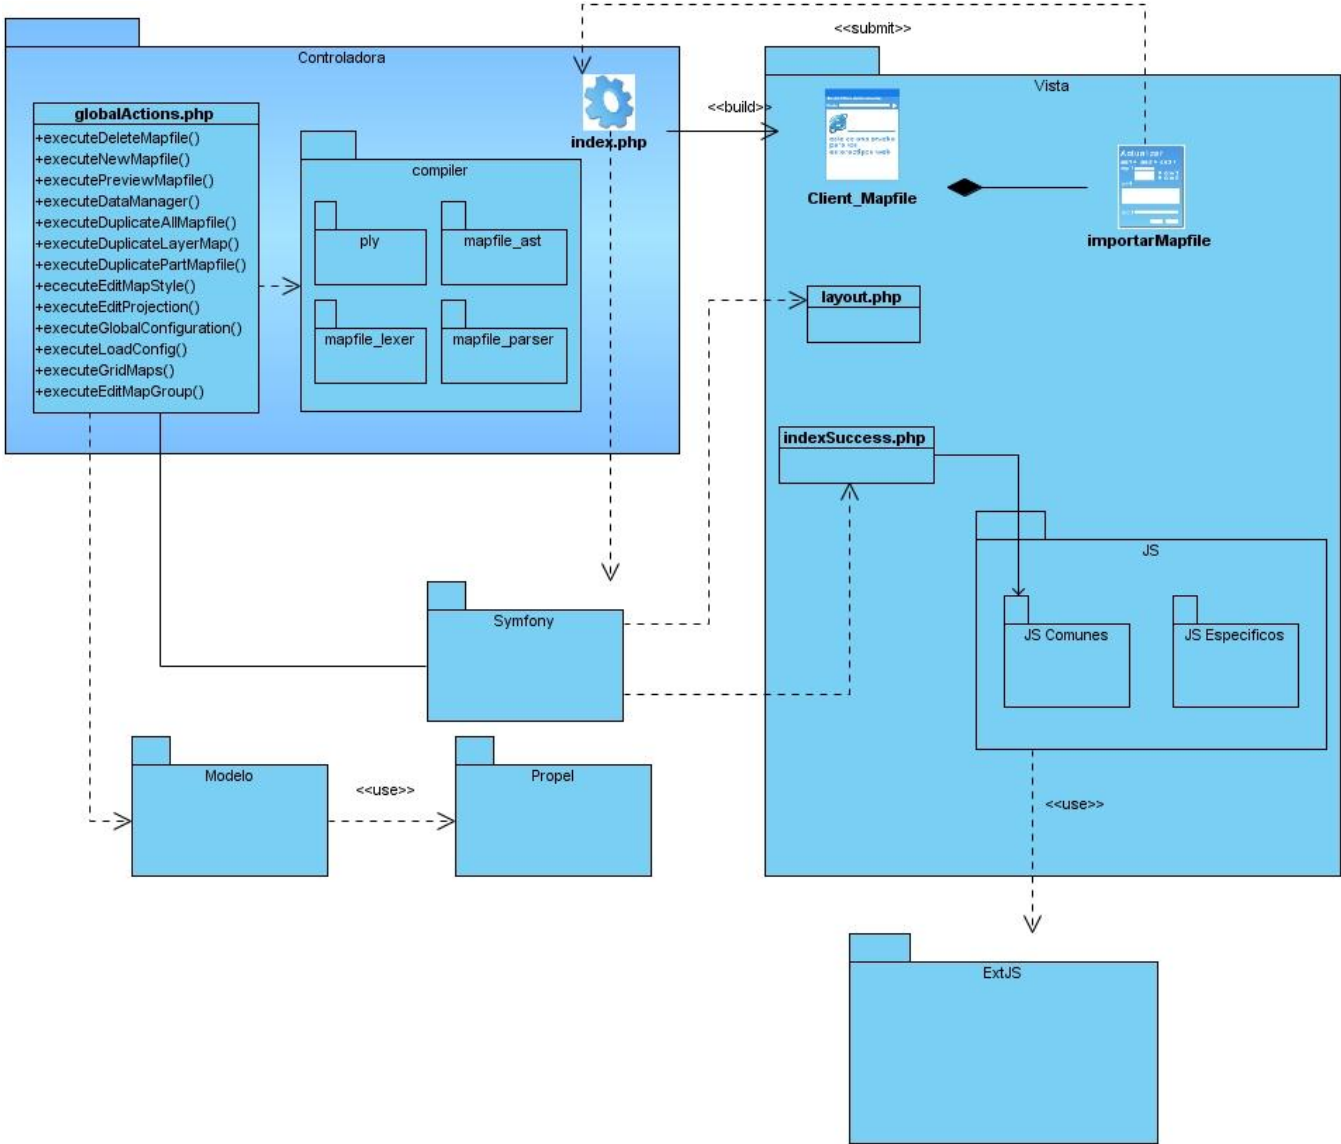 <<submit>>
Controladora
Vista
globalActions.php
+executeDeleteMapfile()
+executeNewMapfile()
+executePreviewMapfile()
+executeDataManager()
+executeDuplicateAllMapfile()
+executeDuplicateLayerMap()
+executeDuplicatePartMapfile()
+ececuteEditMapStyle()
+executeEditProjection()
+executeGlobalConfiguration()
+executeLoadConfig()
+executeGridMaps()
+executeEditMapGroup()
index.php
compiler
ply
mapfile_ast
mapfile_lexer
mapfile_parser
<<build>>
Client_Mapfile
Actualizar
importarMapfile
layout.php
indexSuccess.php
JS
JS Comunes
JS Especificos
Symfony
Modelo
<<use>>
Propel
<<use>>
ExtJS